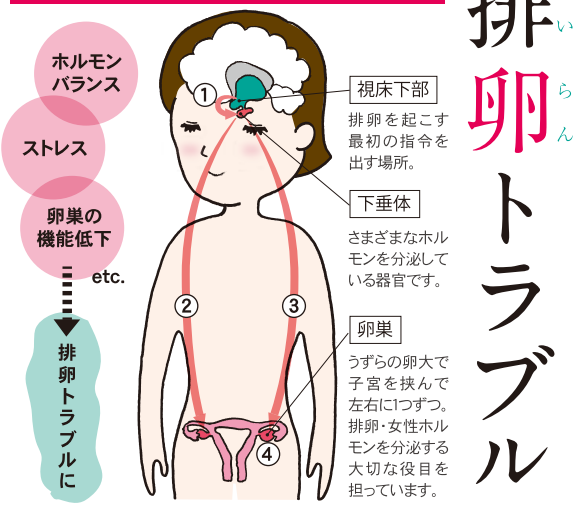 排卵トラブル
いらん
ホルモン
バランス
ストレス
卵巣の
機能低下
etc.
排卵トラブルに
①
②
③
④
視床下部
排卵を起こす
最初の指令を
出す場所。
下垂体
さまざまなホル
モンを分泌して
いる器官です。
卵巣
うずらの卵大で
子宮を挟んで
左右に1つずつ。
排卵・女性ホル
モンを分泌する
大切な役目を
担っています。